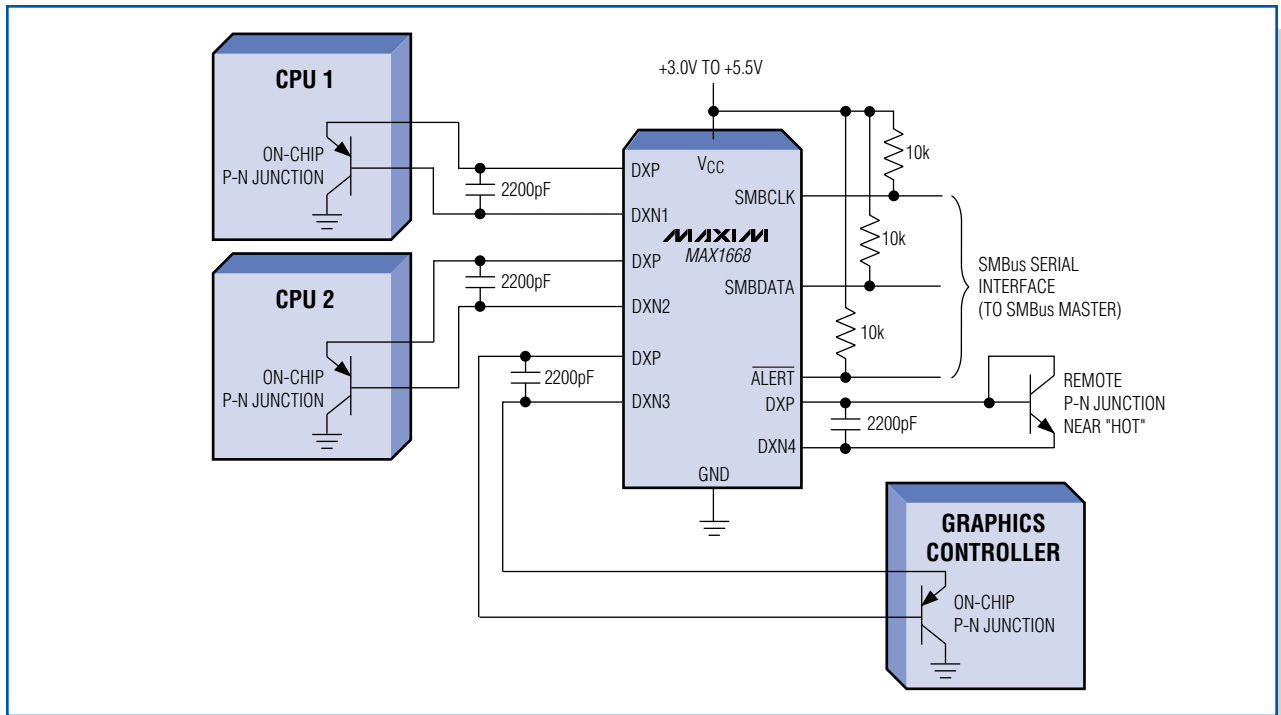 CPU 1
ON-CHIP
P-N JUNCTION
2200pF
CPU 2
ON-CHIP
P-N JUNCTION
2200pF
2200pF
+3.0V TO +5.5V
VCC
DXP
DXN1
DXP
DXN2
DXP
DXN3
MAXIM
MAX1668
SMBCLK
SMBDATA
ALERT
DXP
DXN4
GND
10k
10k
10k
SMBus SERIAL
INTERFACE
(TO SMBus MASTER)
2200pF
REMOTE
P-N JUNCTION
NEAR "HOT"
GRAPHICS
CONTROLLER
ON-CHIP
P-N JUNCTION